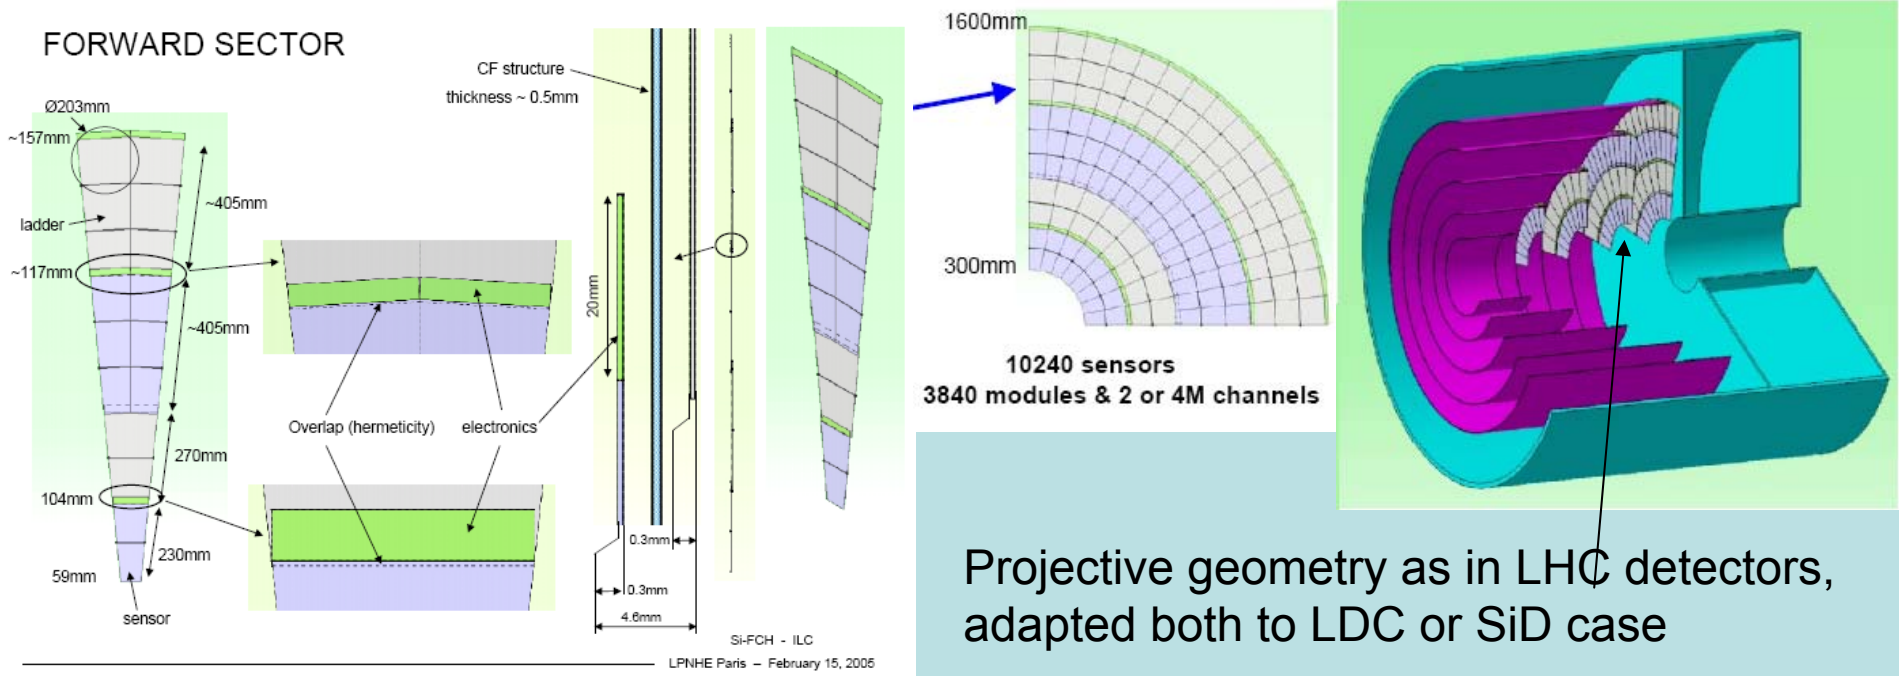 FORWARD SECTOR
Ø203mm
~157mm
ladder
~405mm
~117mm
~405mm
270mm
104mm
230mm
59mm
sensor
CF structure
thickness ~ 0.5mm
20mm
Overlap (hermeticity)
electronics
0.3mm
0.3mm
4.6mm
Si-FCH - ILC
LPNHE Paris – February 15, 2005
1600mm
300mm
10240 sensors
3840 modules & 2 or 4M channels
Projective geometry as in LHC detectors,
adapted both to LDC or SiD case